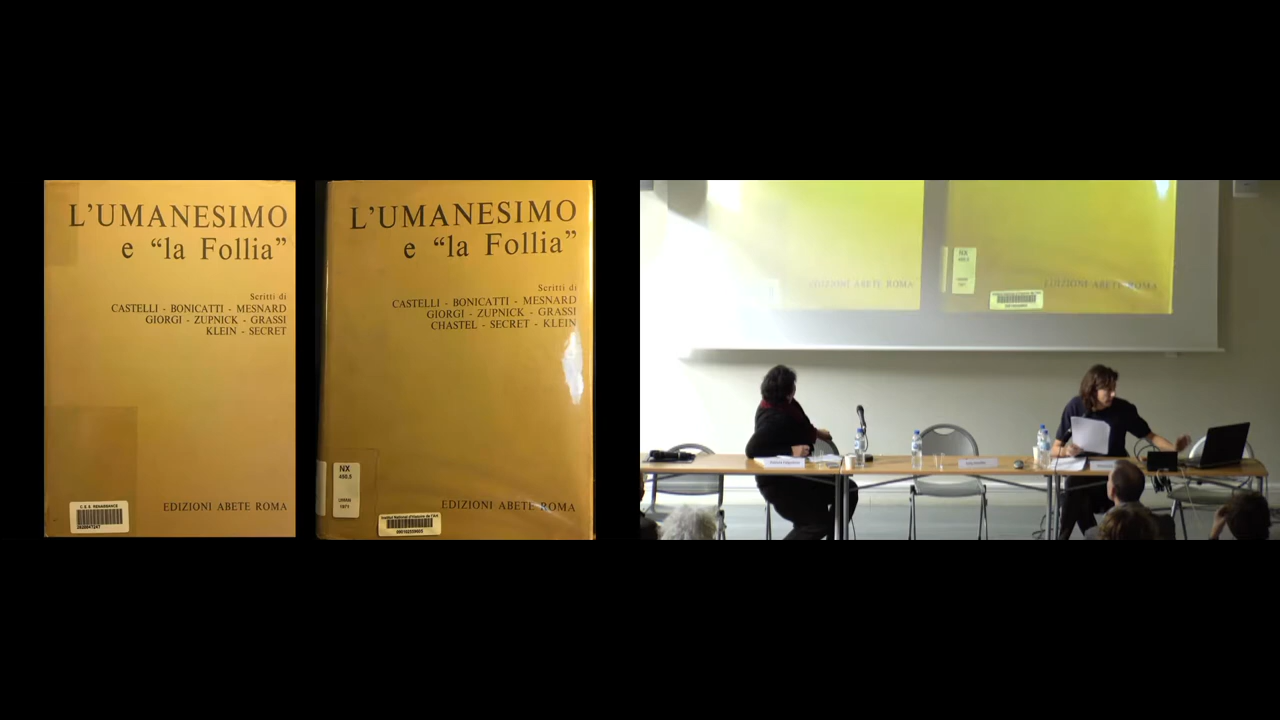 L'UMANESIMO
e “la Follia”
Scritti di
CASTELLI - BONICATTI - MESNARD
GIORGI - ZUPNICK - GRASSI
KLEIN - SECRET
EDIZIONI ABETE ROMA
L'UMANESIMO
e “la Follia”
Scritti di
CASTELLI - BONICATTI - MESNARD
GIORGI - ZUPNICK - GRASSI
CHASTEL - SECRET - KLEIN
NX
1971
EDIZIONI ABETE ROMA
EDIZIONI ABETE ROMA
NX
EDIZIONI ABETE ROMA